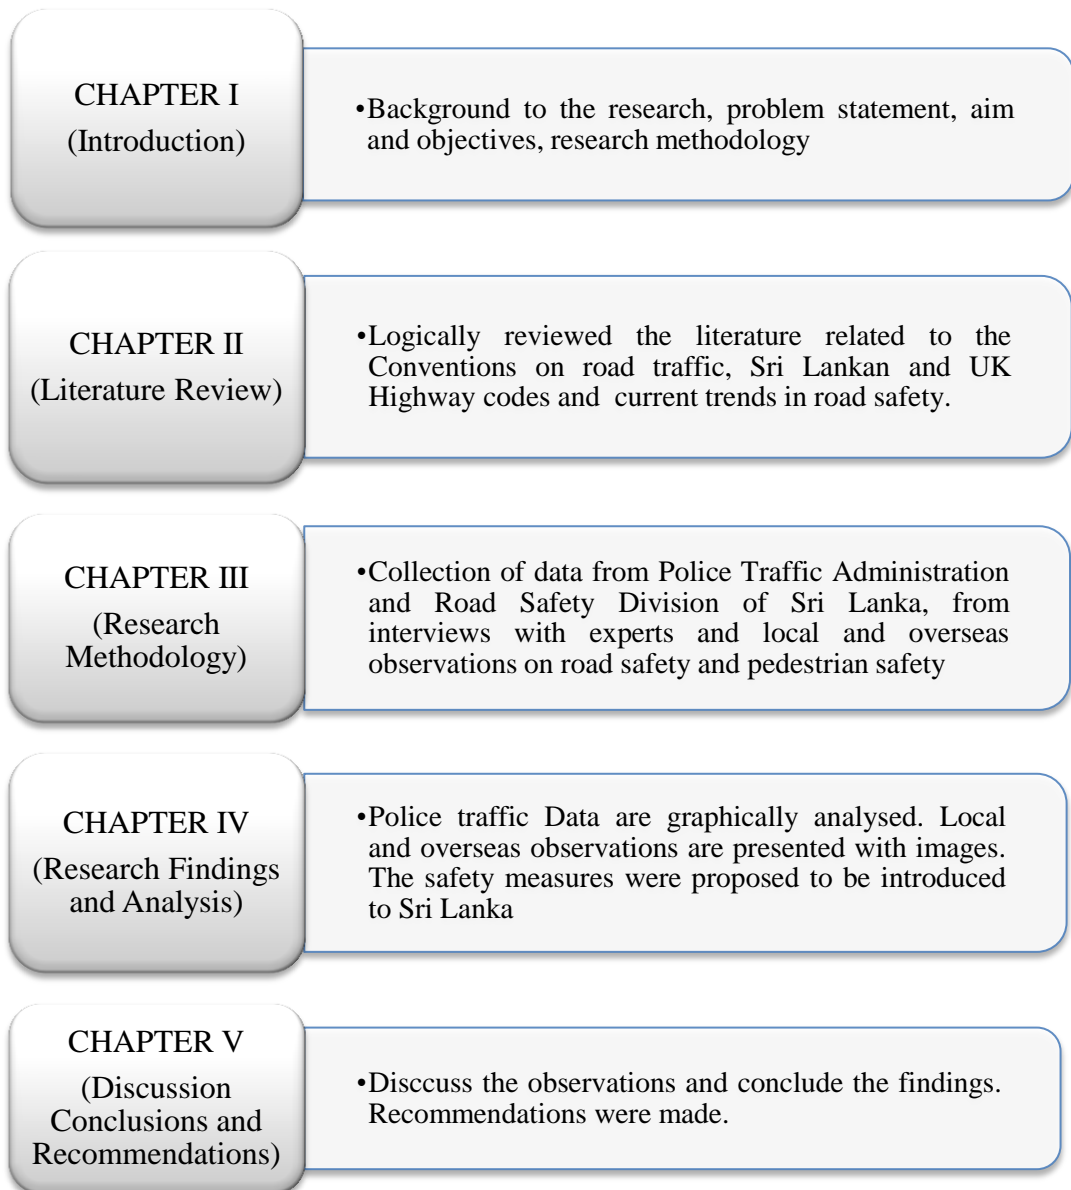 CHAPTER I
(Introduction)
•Background to the research, problem statement, aim
and objectives, research methodology
CHAPTER II
(Literature Review)
•Logically reviewed the literature related to the
Conventions on road traffic, Sri Lankan and UK
Highway codes and current trends in road safety.
CHAPTER III
(Research
Methodology)
•Collection of data from Police Traffic Administration
and Road Safety Division of Sri Lanka, from
interviews with experts and local and overseas
observations on road safety and pedestrian safety
CHAPTER IV
(Research Findings
and Analysis)
•Police traffic Data are graphically analysed. Local
and overseas observations are presented with images.
The safety measures were proposed to be introduced
to Sri Lanka
CHAPTER V
(Discussion
Conclusions and
Recommendations)
•Disccuss the observations and conclude the findings.
Recommendations were made.